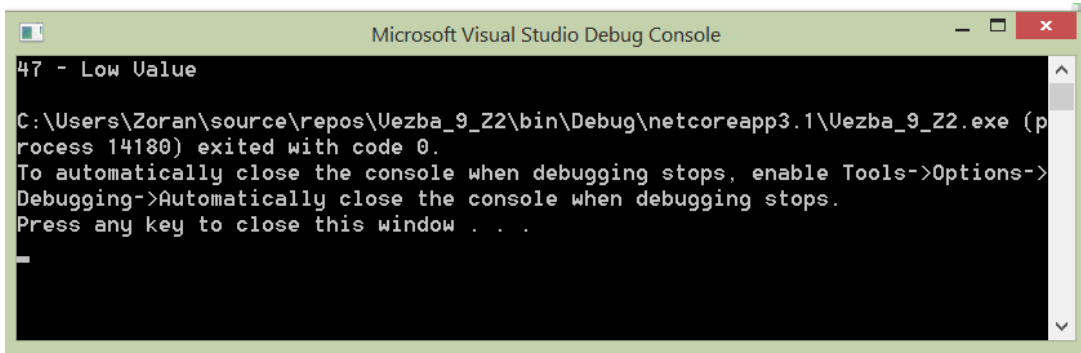 Microsoft Visual Studio Debug Console
47 - Low Value
C:\Users\Zoran\source\repos\Vezba_9_Z2\bin\Debug\netcoreapp3.1\Vezba_9_Z2.exe (p
rocess 14180) exited with code 0.
To automatically close the console when debugging stops, enable Tools->Options->
Debugging->Automatically close the console when debugging stops.
Press any key to close this window . . .